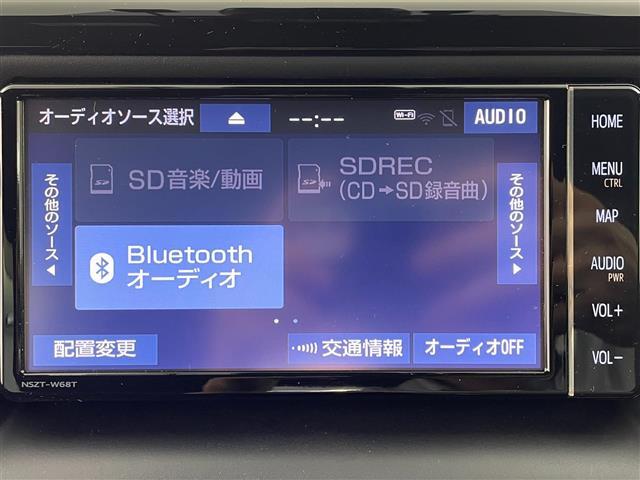 オーディオソース選択 --:-- Wi-Fi AUDIO
SD音楽/動画
SDREC
(CD→SD録音曲)
その他のソース
その他のソース
Bluetooth
オーディオ
配置変更
交通情報
オーディオOFF
HOME
MENU
CTRL
MAP
AUDIO
PWR
VOL+
VOL-
NSZT-W68T